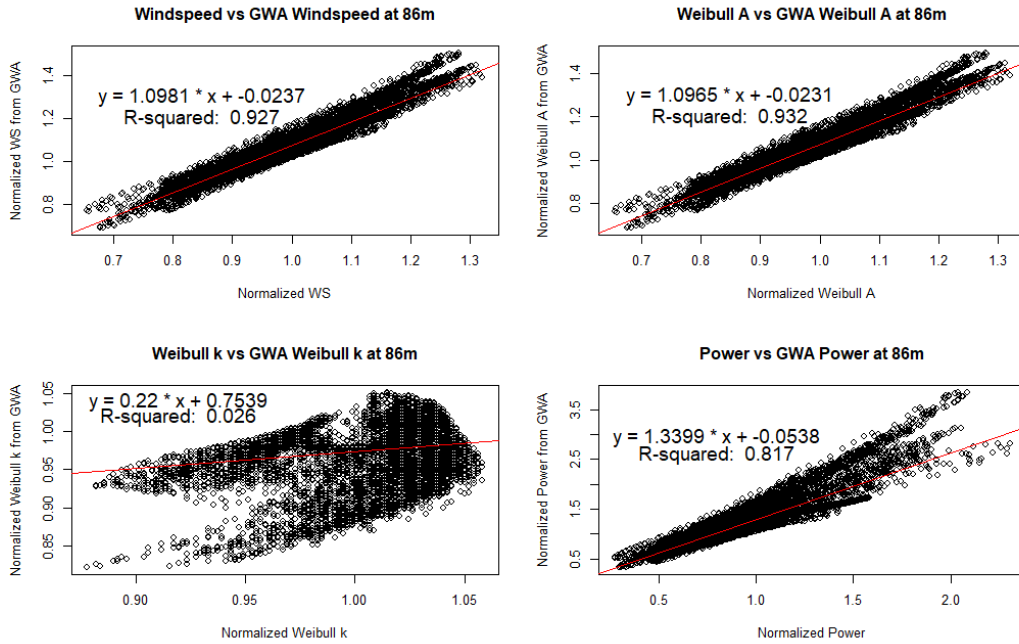 Windspeed vs GWA Windspeed at 86m
Normalized WS from GWA
1.4
1.2
1.0
0.8
y = 1.0981 * x + -0.0237
R-squared: 0.927
0.7 0.8 0.9 1.0 1.1 1.2 1.3
Normalized WS
Weibull A vs GWA Weibull A at 86m
Normalized Weibull A from GWA
1.4
1.2
1.0
0.8
y = 1.0965 * x + -0.0231
R-squared: 0.932
0.7 0.8 0.9 1.0 1.1 1.2 1.3
Normalized Weibull A
Weibull k vs GWA Weibull k at 86m
Normalized Weibull k from GWA
1.05
1.00
0.95
0.90
0.85
y = 0.22 * x + 0.7539
R-squared: 0.026
0.90 0.95 1.00 1.05
Normalized Weibull k
Power vs GWA Power at 86m
Normalized Power from GWA
3.5
2.5
1.5
0.5
y = 1.3399 * x + -0.0538
R-squared: 0.817
0.5 1.0 1.5 2.0
Normalized Power